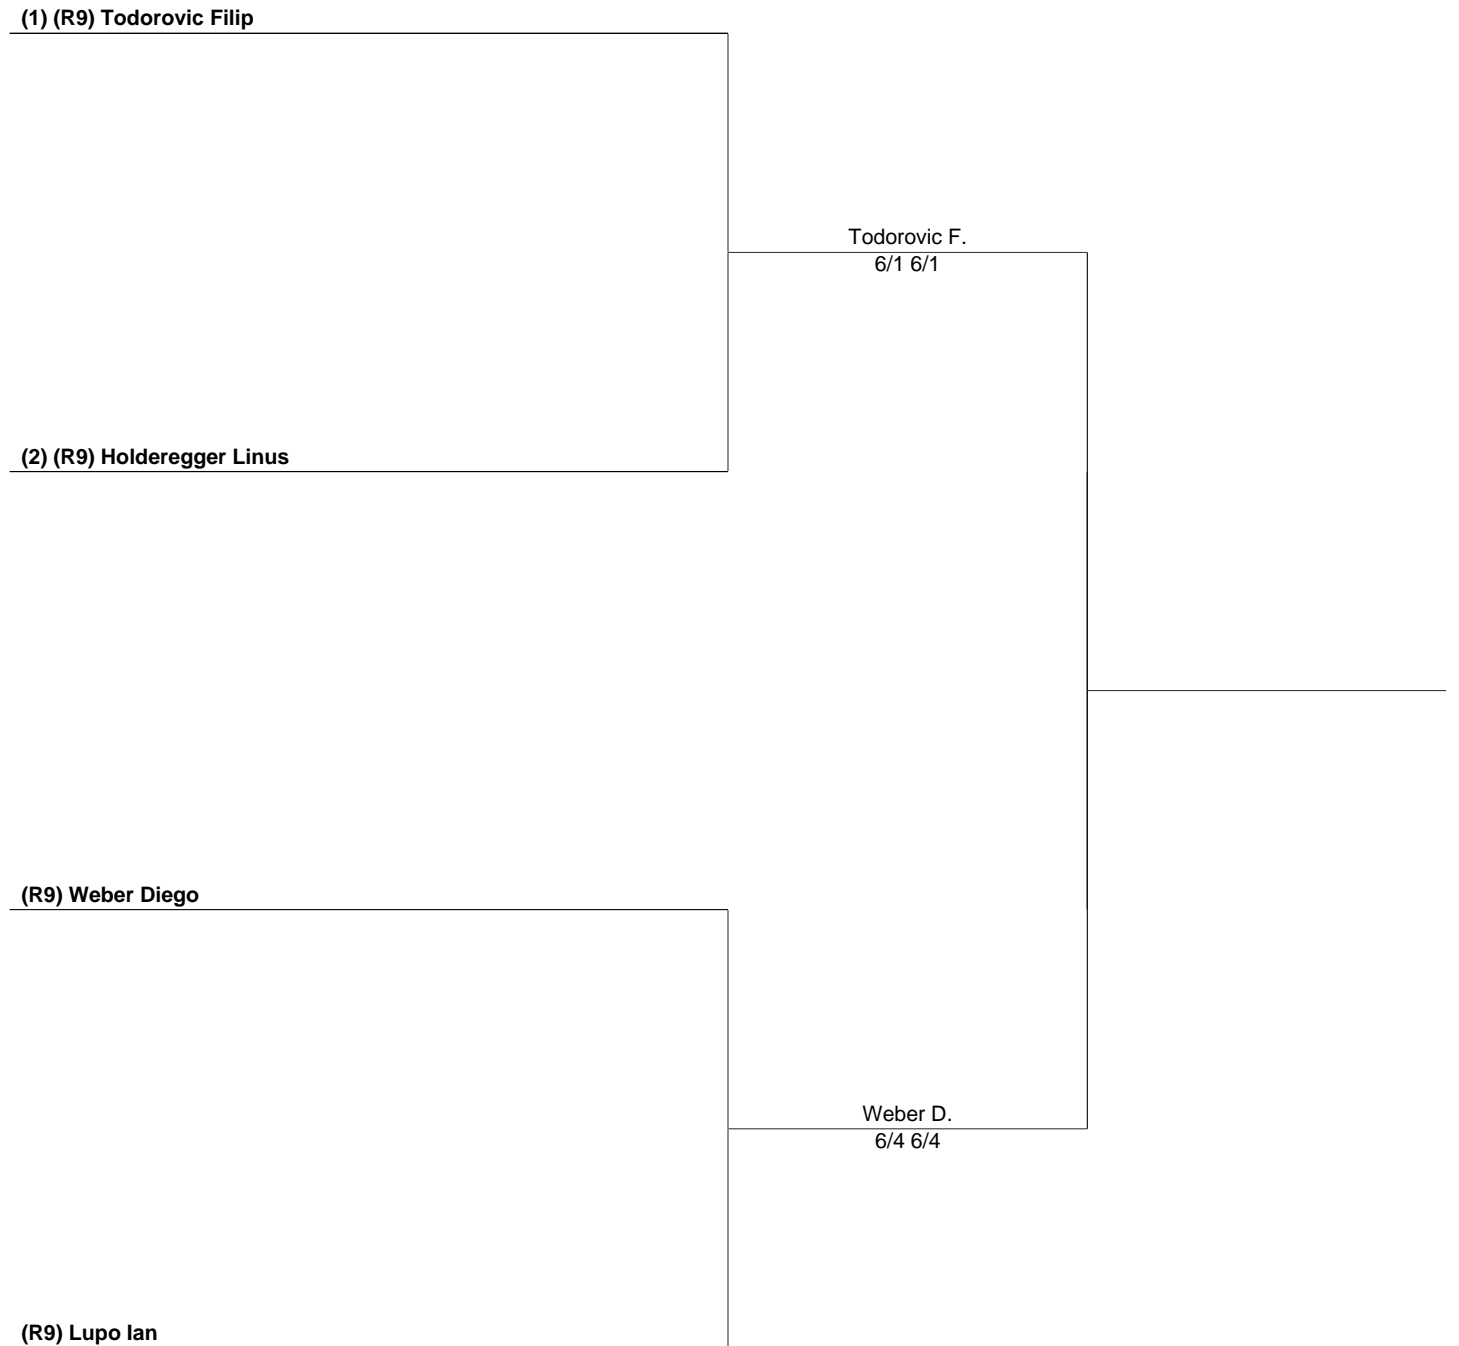 (1) (R9) Todorovic Filip
Todorovic F.
6/1 6/1
(2) (R9) Holderegger Linus
(R9) Weber Diego
Weber D.
6/4 6/4
(R9) Lupo Ian